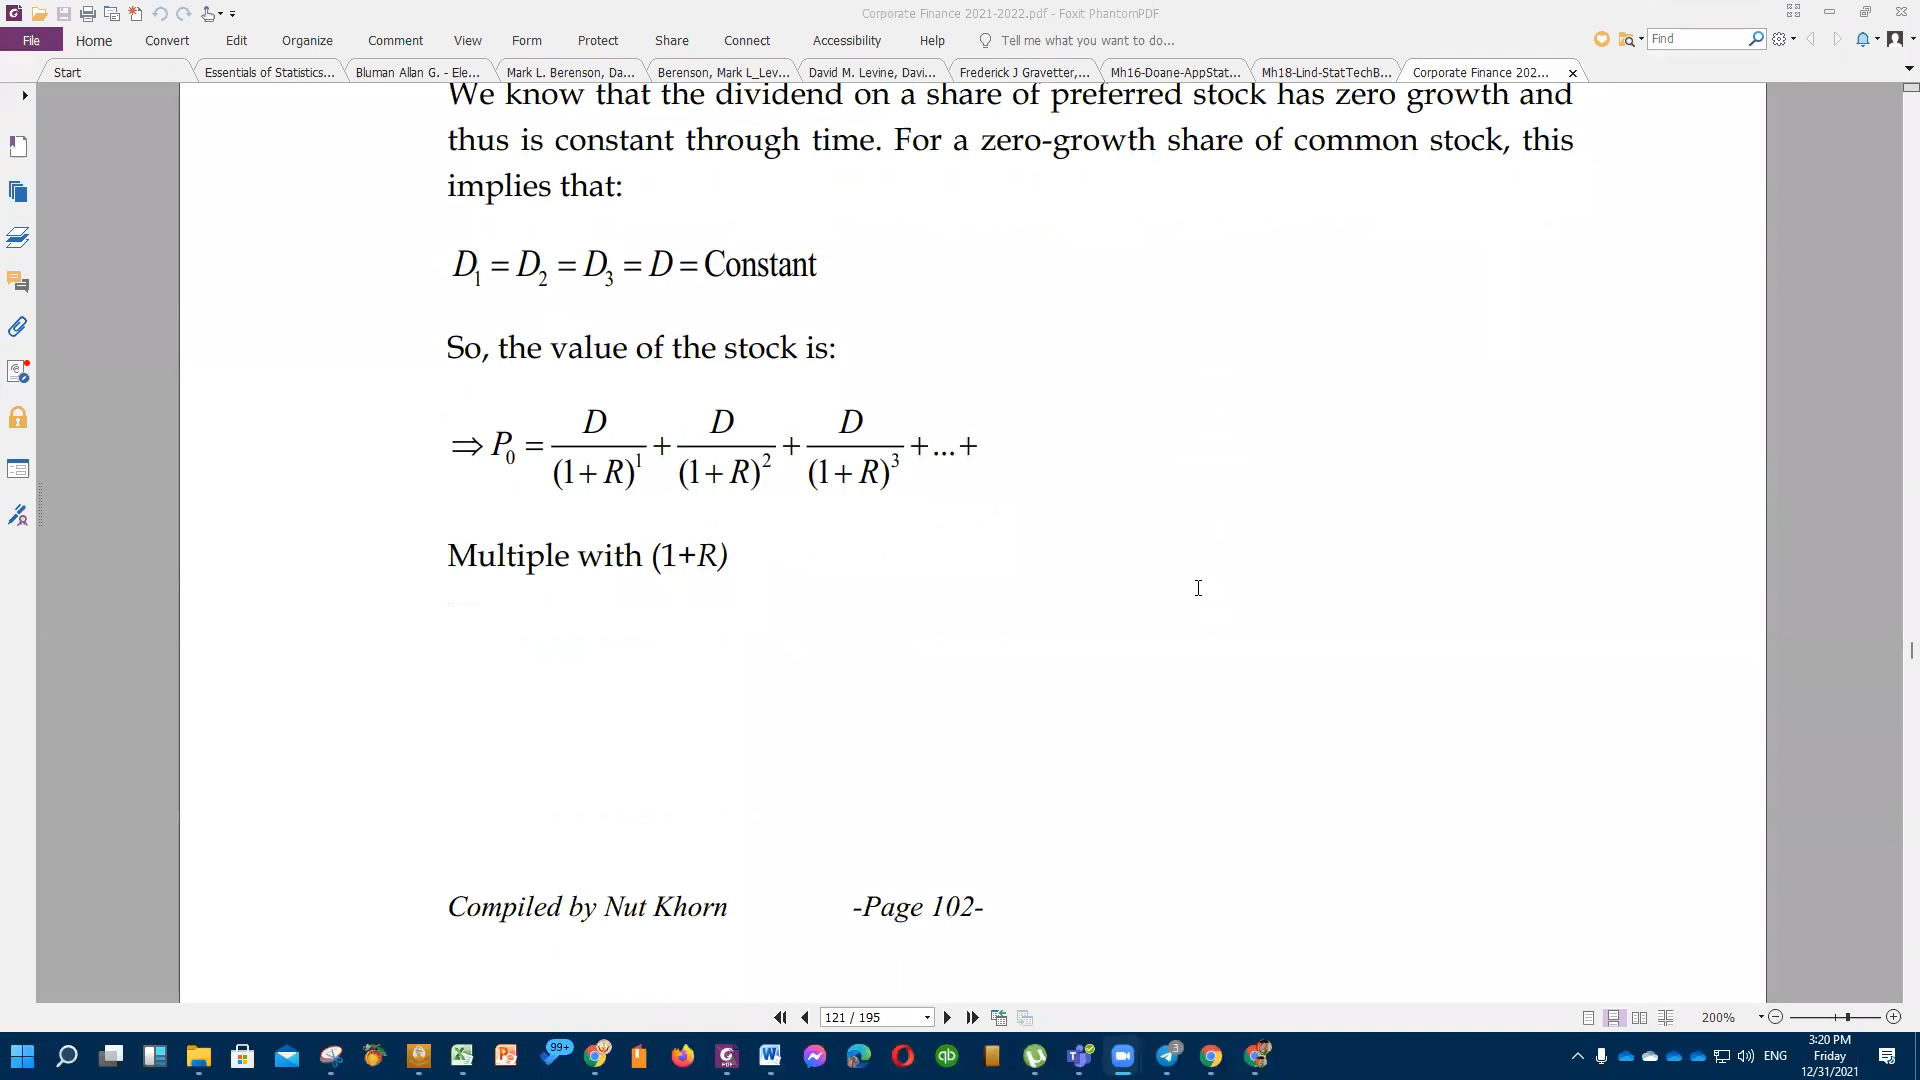 Corporate Finance 2021-2022.pdf - Foxit PhantomPDF
File Home Convert Edit Organize Comment View Form Protect Share Connect Accessibility Help Tell me what you want to do... Find
Start Essentials of Statistics... Bluman Allan G. - Ele... Mark L. Berenson, Da... Berenson, Mark L_Lev... David M. Levine, Davi... Frederick J Gravetter,... Mh16-Doane-AppStat... Mh18-Lind-StatTechB... Corporate Finance 202...
We know that the dividend on a share of preferred stock has zero growth and
thus is constant through time. For a zero-growth share of common stock, this
implies that:
D₁ = D₂ = D₃ = D = Constant
So, the value of the stock is:
⇒ P₀ = D/(1+R)¹ + D/(1+R)² + D/(1+R)³ +...+
Multiple with (1+R)
Compiled by Nut Khorn -Page 102-
121 / 195 200%
99+ 3 ENG 3:20 PM
Friday
12/31/2021